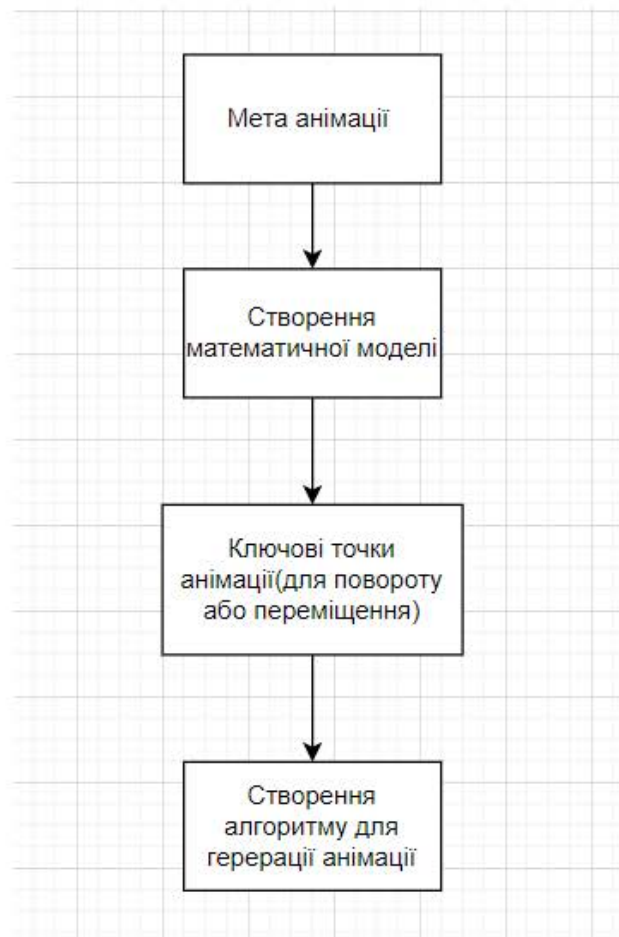 Мета анімації
Створення
математичної моделі
Ключові точки
анімації(для повороту
або переміщення)
Створення
алгоритму для
герерації анімації